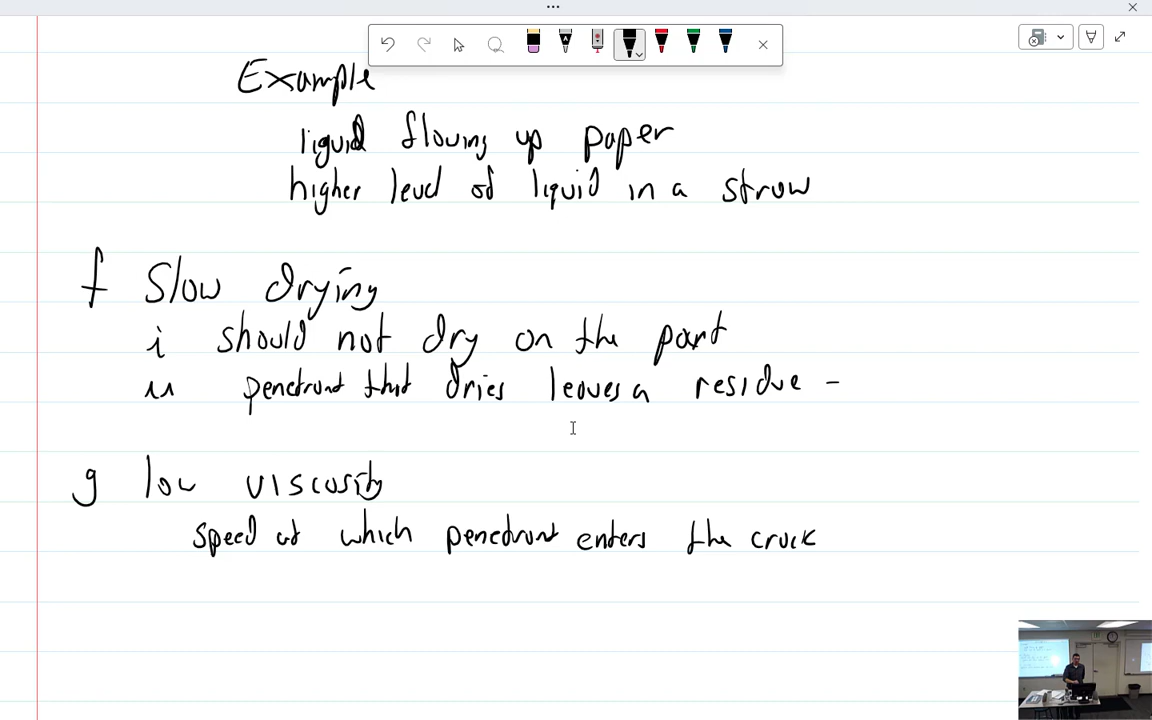 Example
liquid flowing up paper
higher level of liquid in a straw
f Slow drying
i should not dry on the part
ii penetrant that dries leaves a residue -
g low viscosity
speed at which penetrant enters the crack